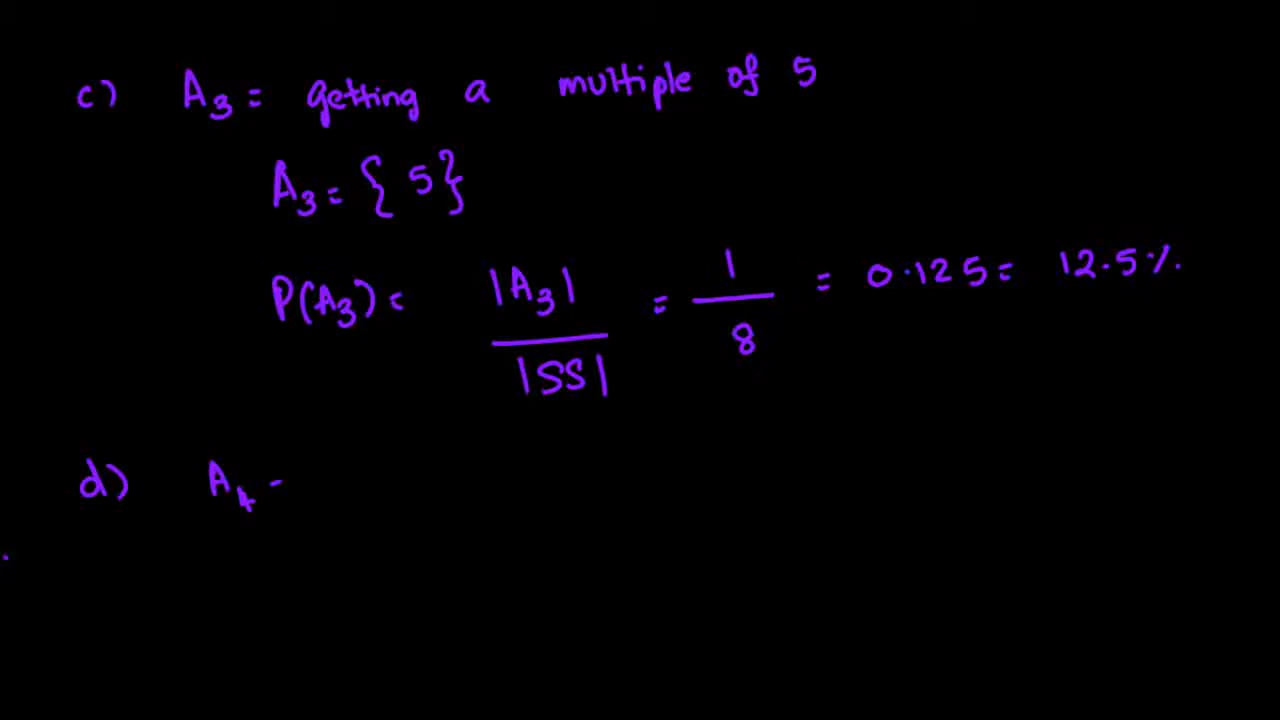 c) A₃ = getting a multiple of 5
A₃ = { 5 }
P(A₃) = |A₃| / |SS| = 1 / 8 = 0.125 = 12.5%.
d) A₄ -